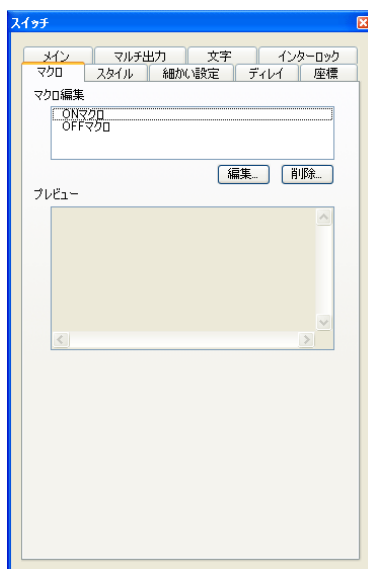 スイッチ
メイン マルチ出力 文字 インターロック
マクロ スタイル 細かい設定 ディレイ 座標
マクロ編集
ONマクロ
OFFマクロ
編集... 削除...
プレビュー